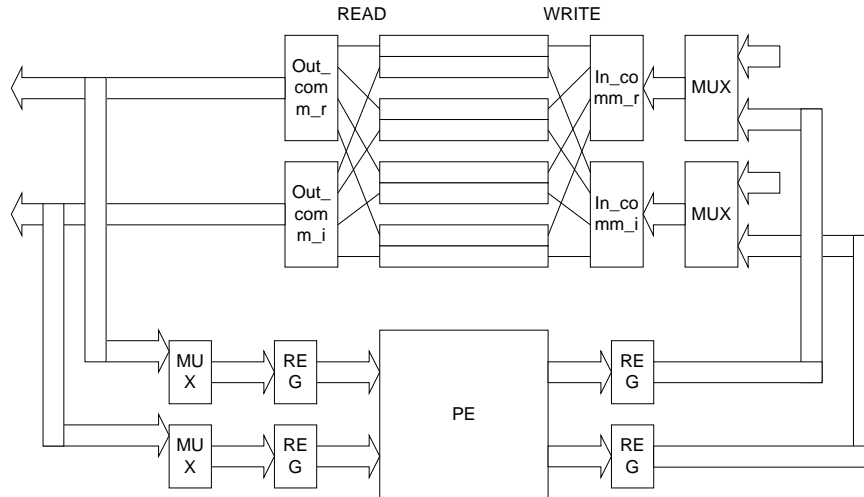 READ
WRITE
Out_
com
m_r
In_co
mm_r
MUX
Out_
com
m_i
In_co
mm_i
MUX
MU
X
RE
G
PE
RE
G
MU
X
RE
G
RE
G